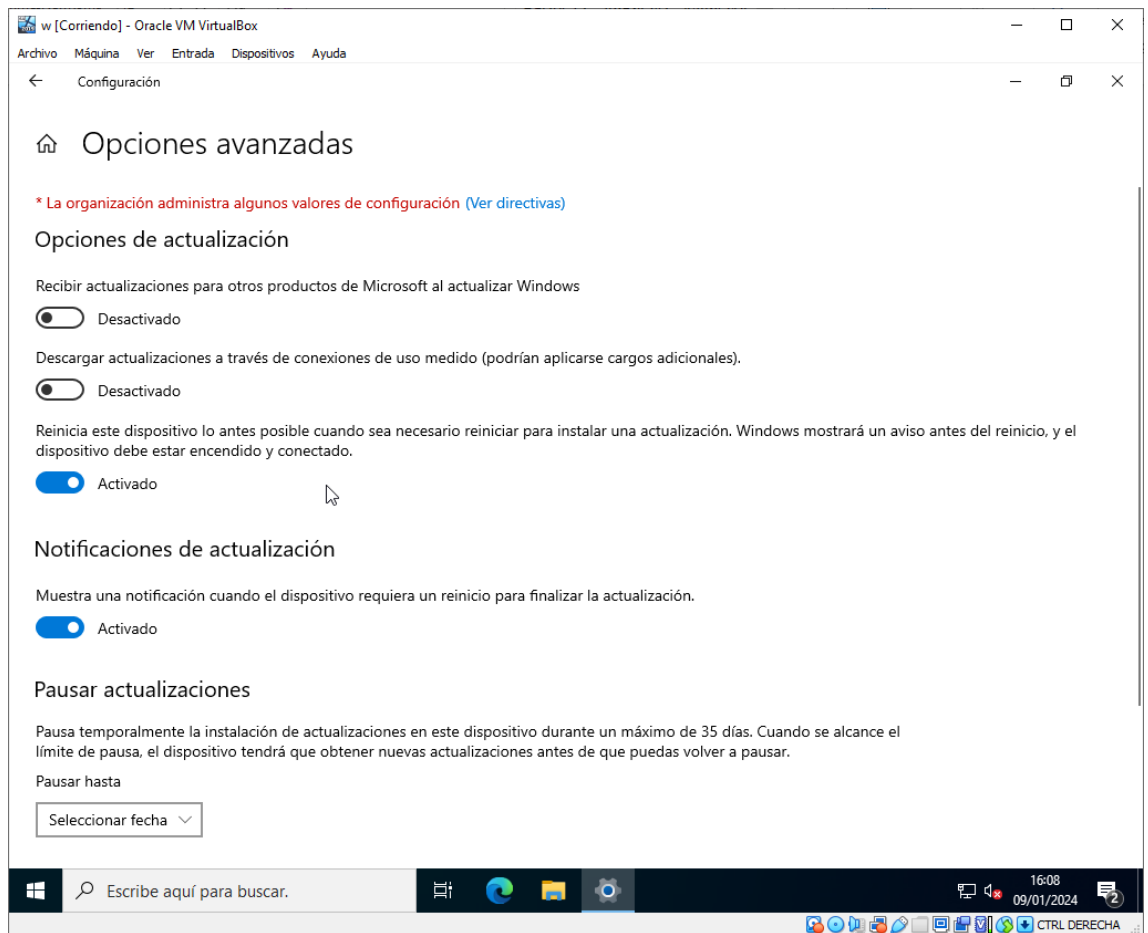 w [Corriendo] - Oracle VM VirtualBox
Archivo Máquina Ver Entrada Dispositivos Ayuda
Configuración
Opciones avanzadas
* La organización administra algunos valores de configuración (Ver directivas)
Opciones de actualización
Recibir actualizaciones para otros productos de Microsoft al actualizar Windows
Desactivado
Descargar actualizaciones a través de conexiones de uso medido (podrían aplicarse cargos adicionales).
Desactivado
Reinicia este dispositivo lo antes posible cuando sea necesario reiniciar para instalar una actualización. Windows mostrará un aviso antes del reinicio, y el
dispositivo debe estar encendido y conectado.
Activado
Notificaciones de actualización
Muestra una notificación cuando el dispositivo requiera un reinicio para finalizar la actualización.
Activado
Pausar actualizaciones
Pausa temporalmente la instalación de actualizaciones en este dispositivo durante un máximo de 35 días. Cuando se alcance el
límite de pausa, el dispositivo tendrá que obtener nuevas actualizaciones antes de que puedas volver a pausar.
Pausar hasta
Seleccionar fecha
Escribe aquí para buscar.
16:08
09/01/2024
2
CTRL DERECHA